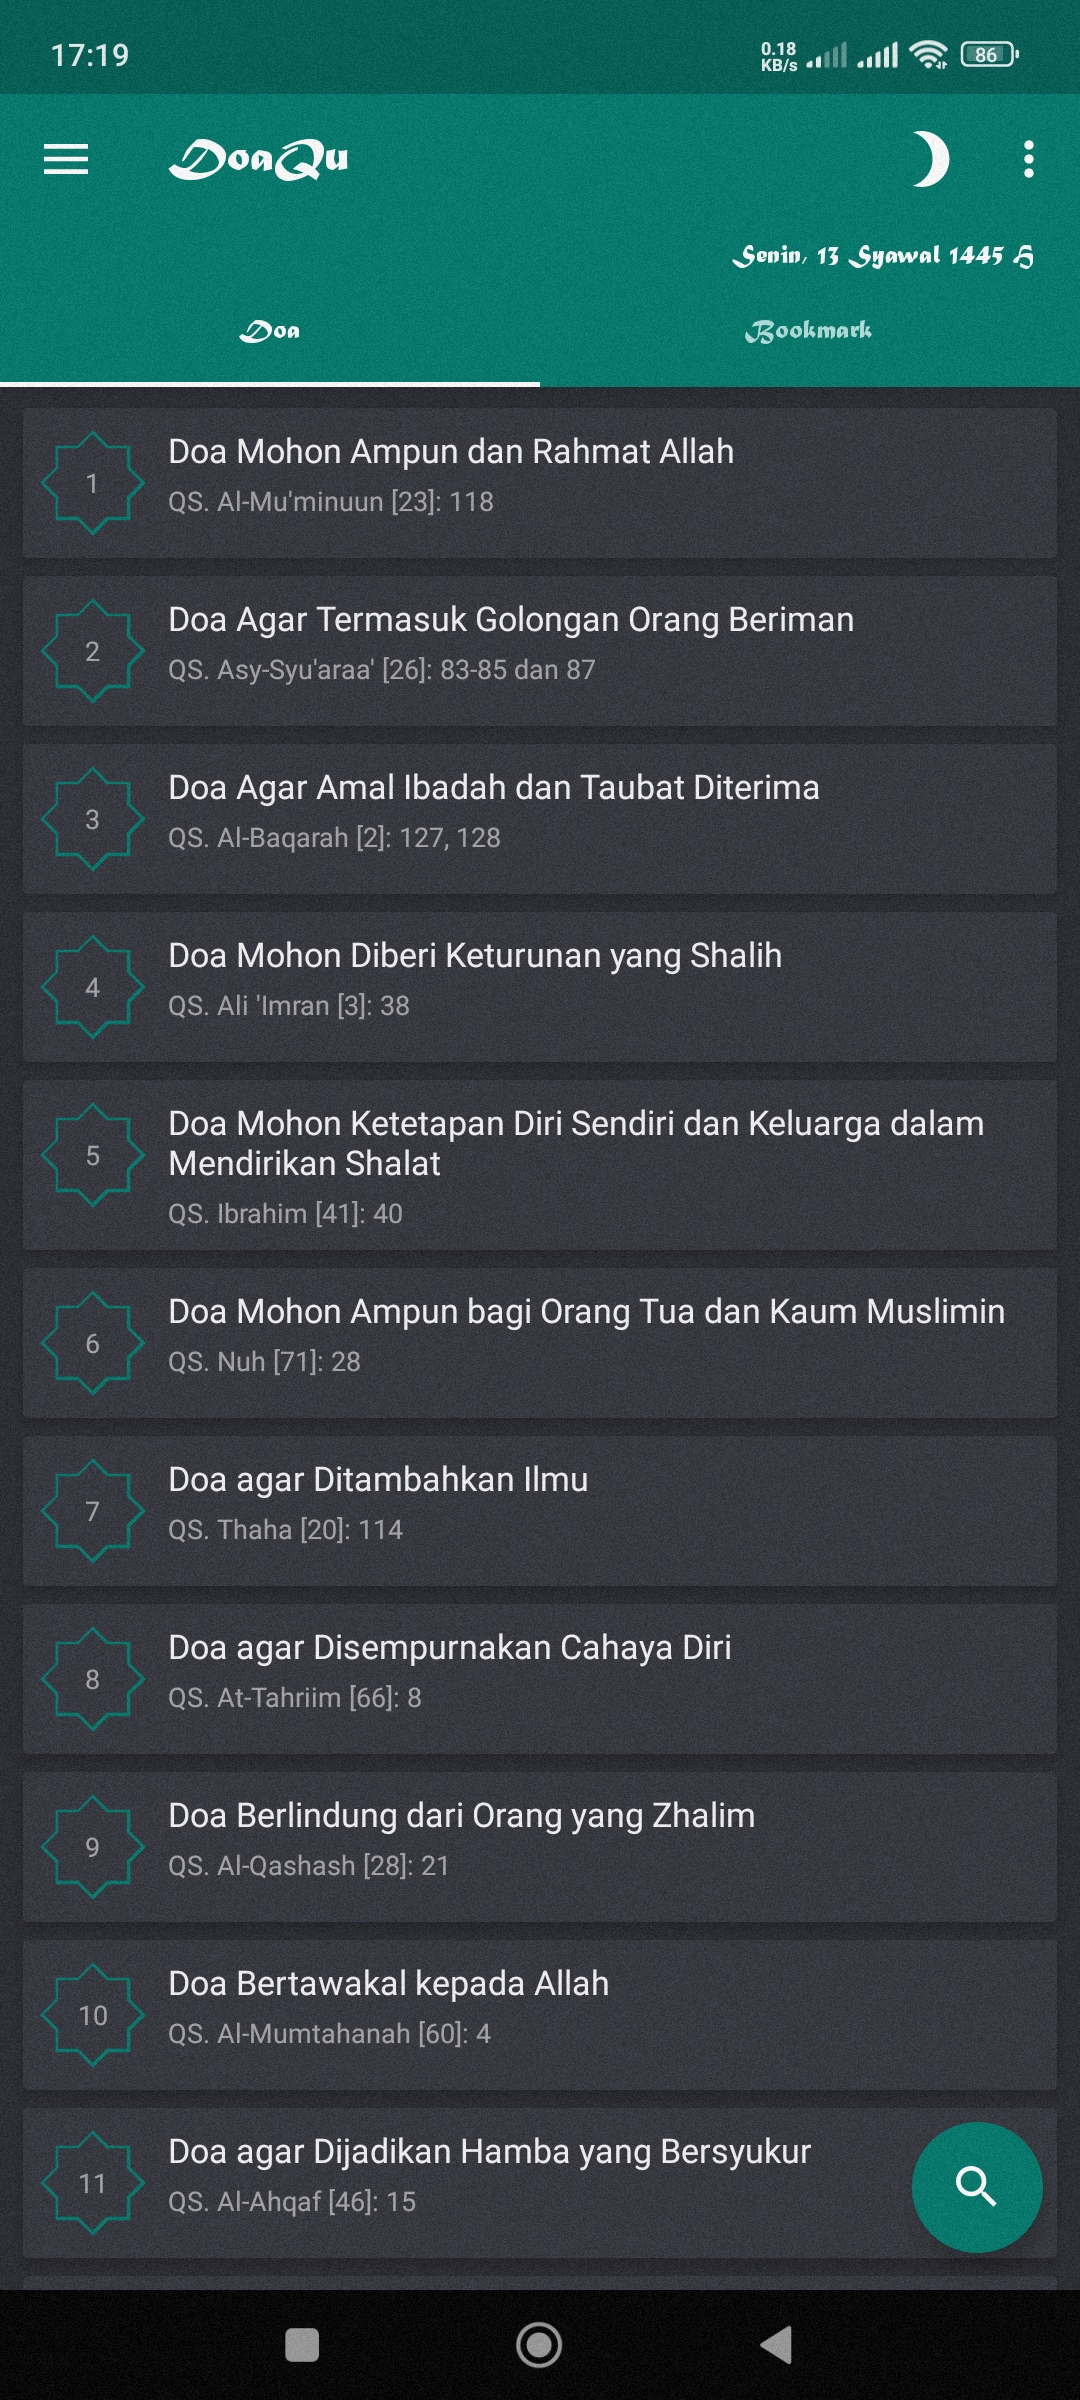 17:19
0.18
KB/s
86
DoaQu
Senin, 13 Syawal 1445 H
Doa
Bookmark
1
Doa Mohon Ampun dan Rahmat Allah
QS. Al-Mu'minuun [23]: 118
2
Doa Agar Termasuk Golongan Orang Beriman
QS. Asy-Syu'araa' [26]: 83-85 dan 87
3
Doa Agar Amal Ibadah dan Taubat Diterima
QS. Al-Baqarah [2]: 127, 128
4
Doa Mohon Diberi Keturunan yang Shalih
QS. Ali 'Imran [3]: 38
5
Doa Mohon Ketetapan Diri Sendiri dan Keluarga dalam
Mendirikan Shalat
QS. Ibrahim [41]: 40
6
Doa Mohon Ampun bagi Orang Tua dan Kaum Muslimin
QS. Nuh [71]: 28
7
Doa agar Ditambahkan Ilmu
QS. Thaha [20]: 114
8
Doa agar Disempurnakan Cahaya Diri
QS. At-Tahriim [66]: 8
9
Doa Berlindung dari Orang yang Zhalim
QS. Al-Qashash [28]: 21
10
Doa Bertawakal kepada Allah
QS. Al-Mumtahanah [60]: 4
11
Doa agar Dijadikan Hamba yang Bersyukur
QS. Al-Ahqaf [46]: 15